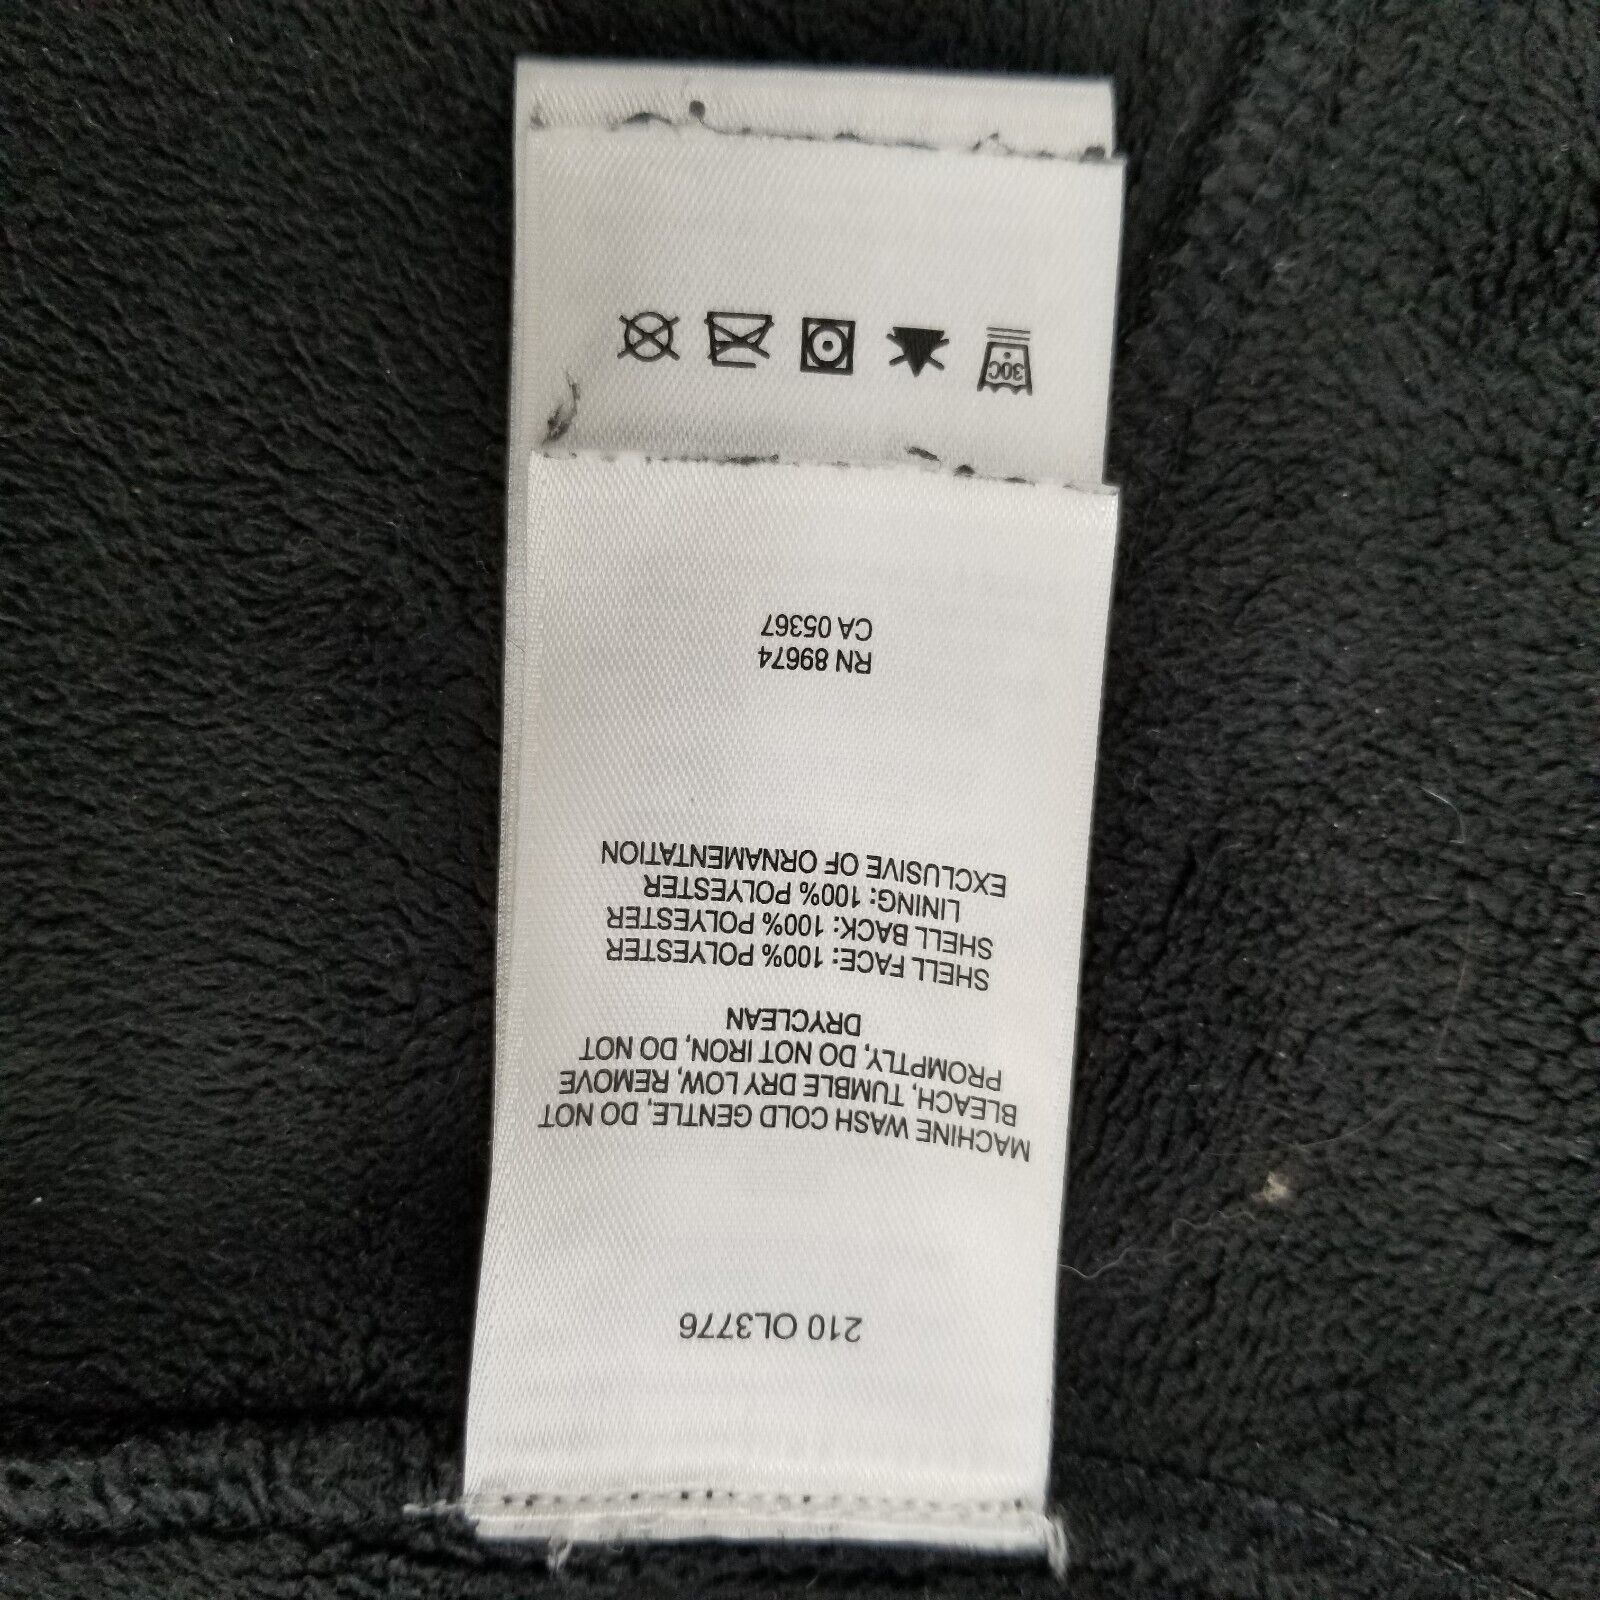 210 OL3776
MACHINE WASH COLD GENTLE, DO NOT
BLEACH, TUMBLE DRY LOW, REMOVE
PROMPTLY, DO NOT IRON, DO NOT
DRYCLEAN
SHELL FACE: 100% POLYESTER
SHELL BACK: 100% POLYESTER
LINING: 100% POLYESTER
EXCLUSIVE OF ORNAMENTATION
RN 89674
CA 05367
30C